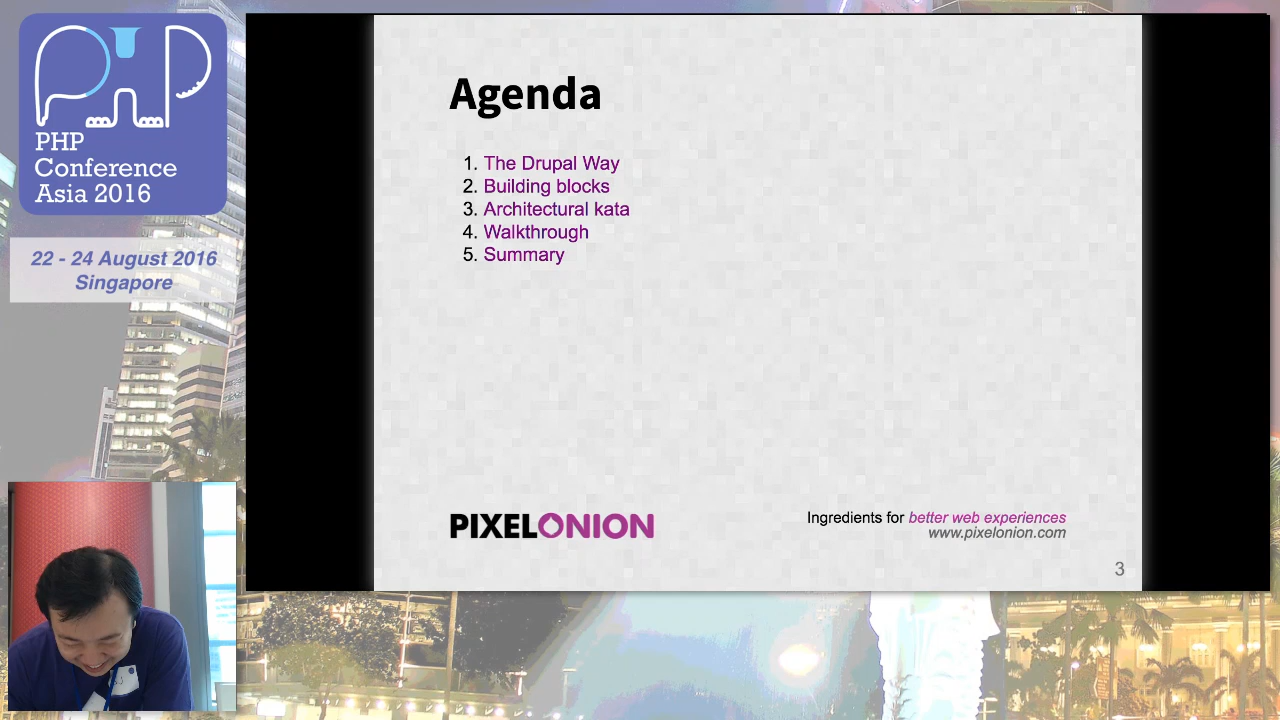 PHP
PHP
Conference
Asia 2016
22 - 24 August 2016
Singapore
Agenda
1. The Drupal Way
2. Building blocks
3. Architectural kata
4. Walkthrough
5. Summary
PIXELONION
Ingredients for better web experiences
www.pixelonion.com
3